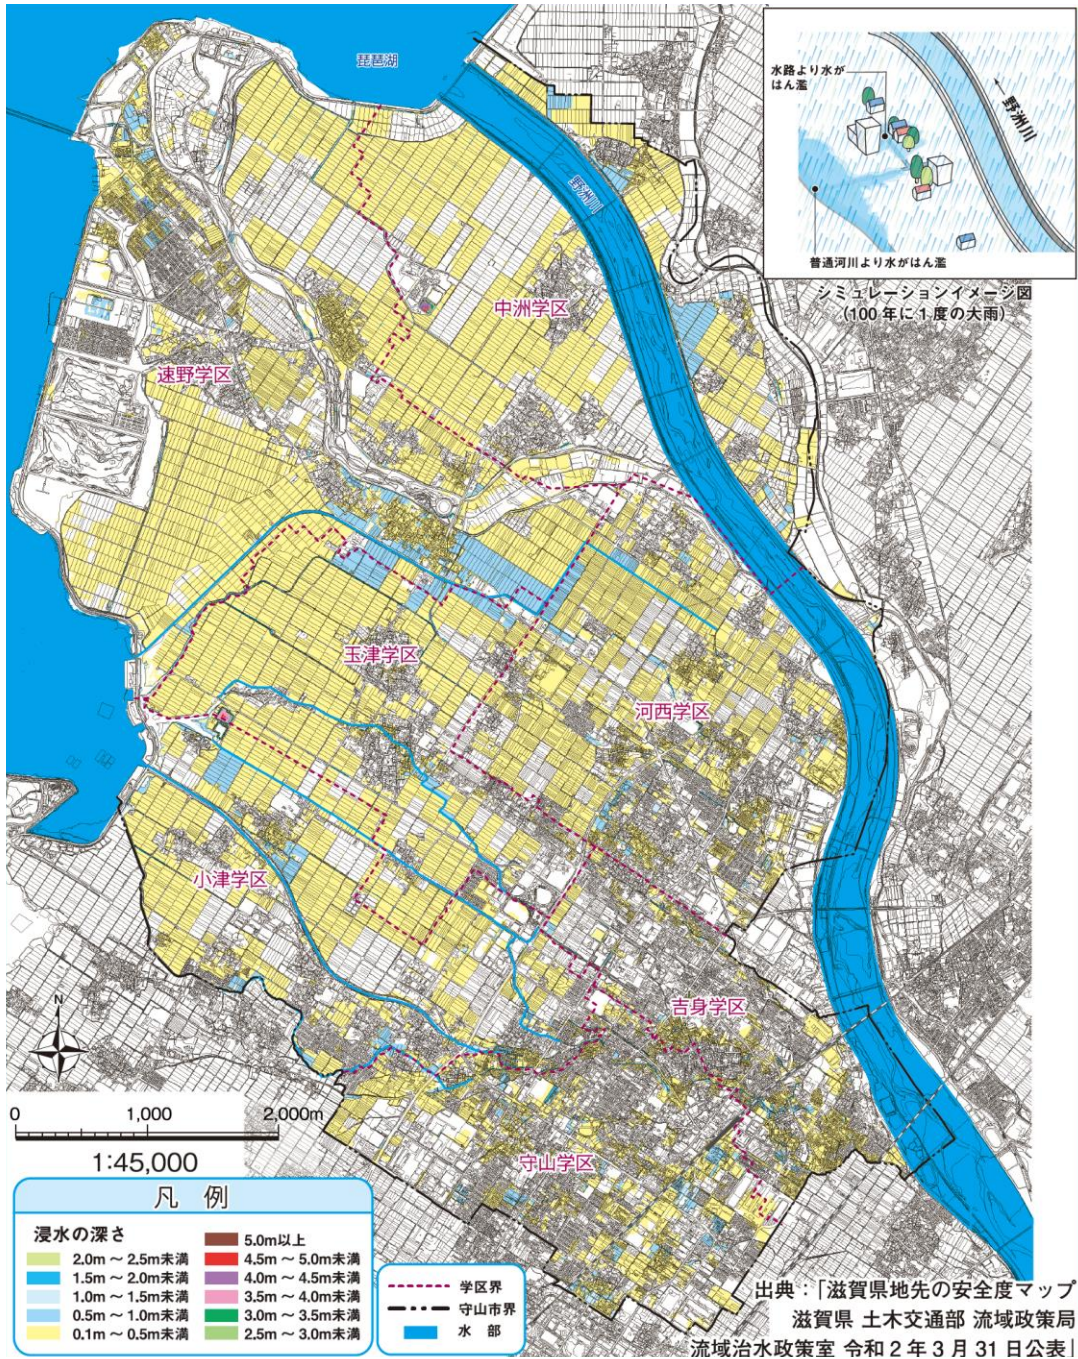 琵琶湖
水路より水が
はん濫
野洲川
普通河川より水がはん濫
シミュレーションイメージ図
(100年に1度の大雨)
野洲川
中洲学区
速野学区
玉津学区
河西学区
小津学区
吉身学区
守山学区
N
0 1,000 2,000m
1:45,000
凡 例
浸水の深さ
2.0m ～ 2.5m未満
1.5m ～ 2.0m未満
1.0m ～ 1.5m未満
0.5m ～ 1.0m未満
0.1m ～ 0.5m未満
5.0m以上
4.5m ～ 5.0m未満
4.0m ～ 4.5m未満
3.5m ～ 4.0m未満
3.0m ～ 3.5m未満
2.5m ～ 3.0m未満
学区界
守山市界
水 部
出典：「滋賀県地先の安全度マップ
滋賀県 土木交通部 流域政策局
流域治水政策室 令和2年3月31日公表」